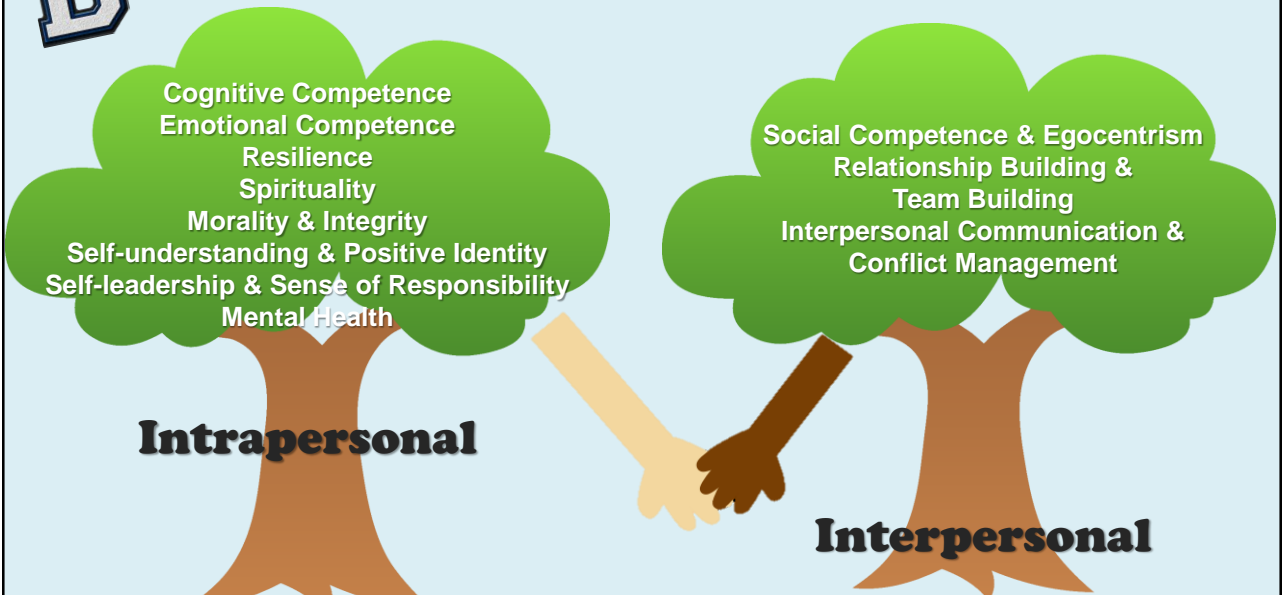 Cognitive Competence
Emotional Competence
Resilience
Spirituality
Morality & Integrity
Self-understanding & Positive Identity
Self-leadership & Sense of Responsibility
Mental Health
Intrapersonal
Social Competence & Egocentrism
Relationship Building &
Team Building
Interpersonal Communication &
Conflict Management
Interpersonal